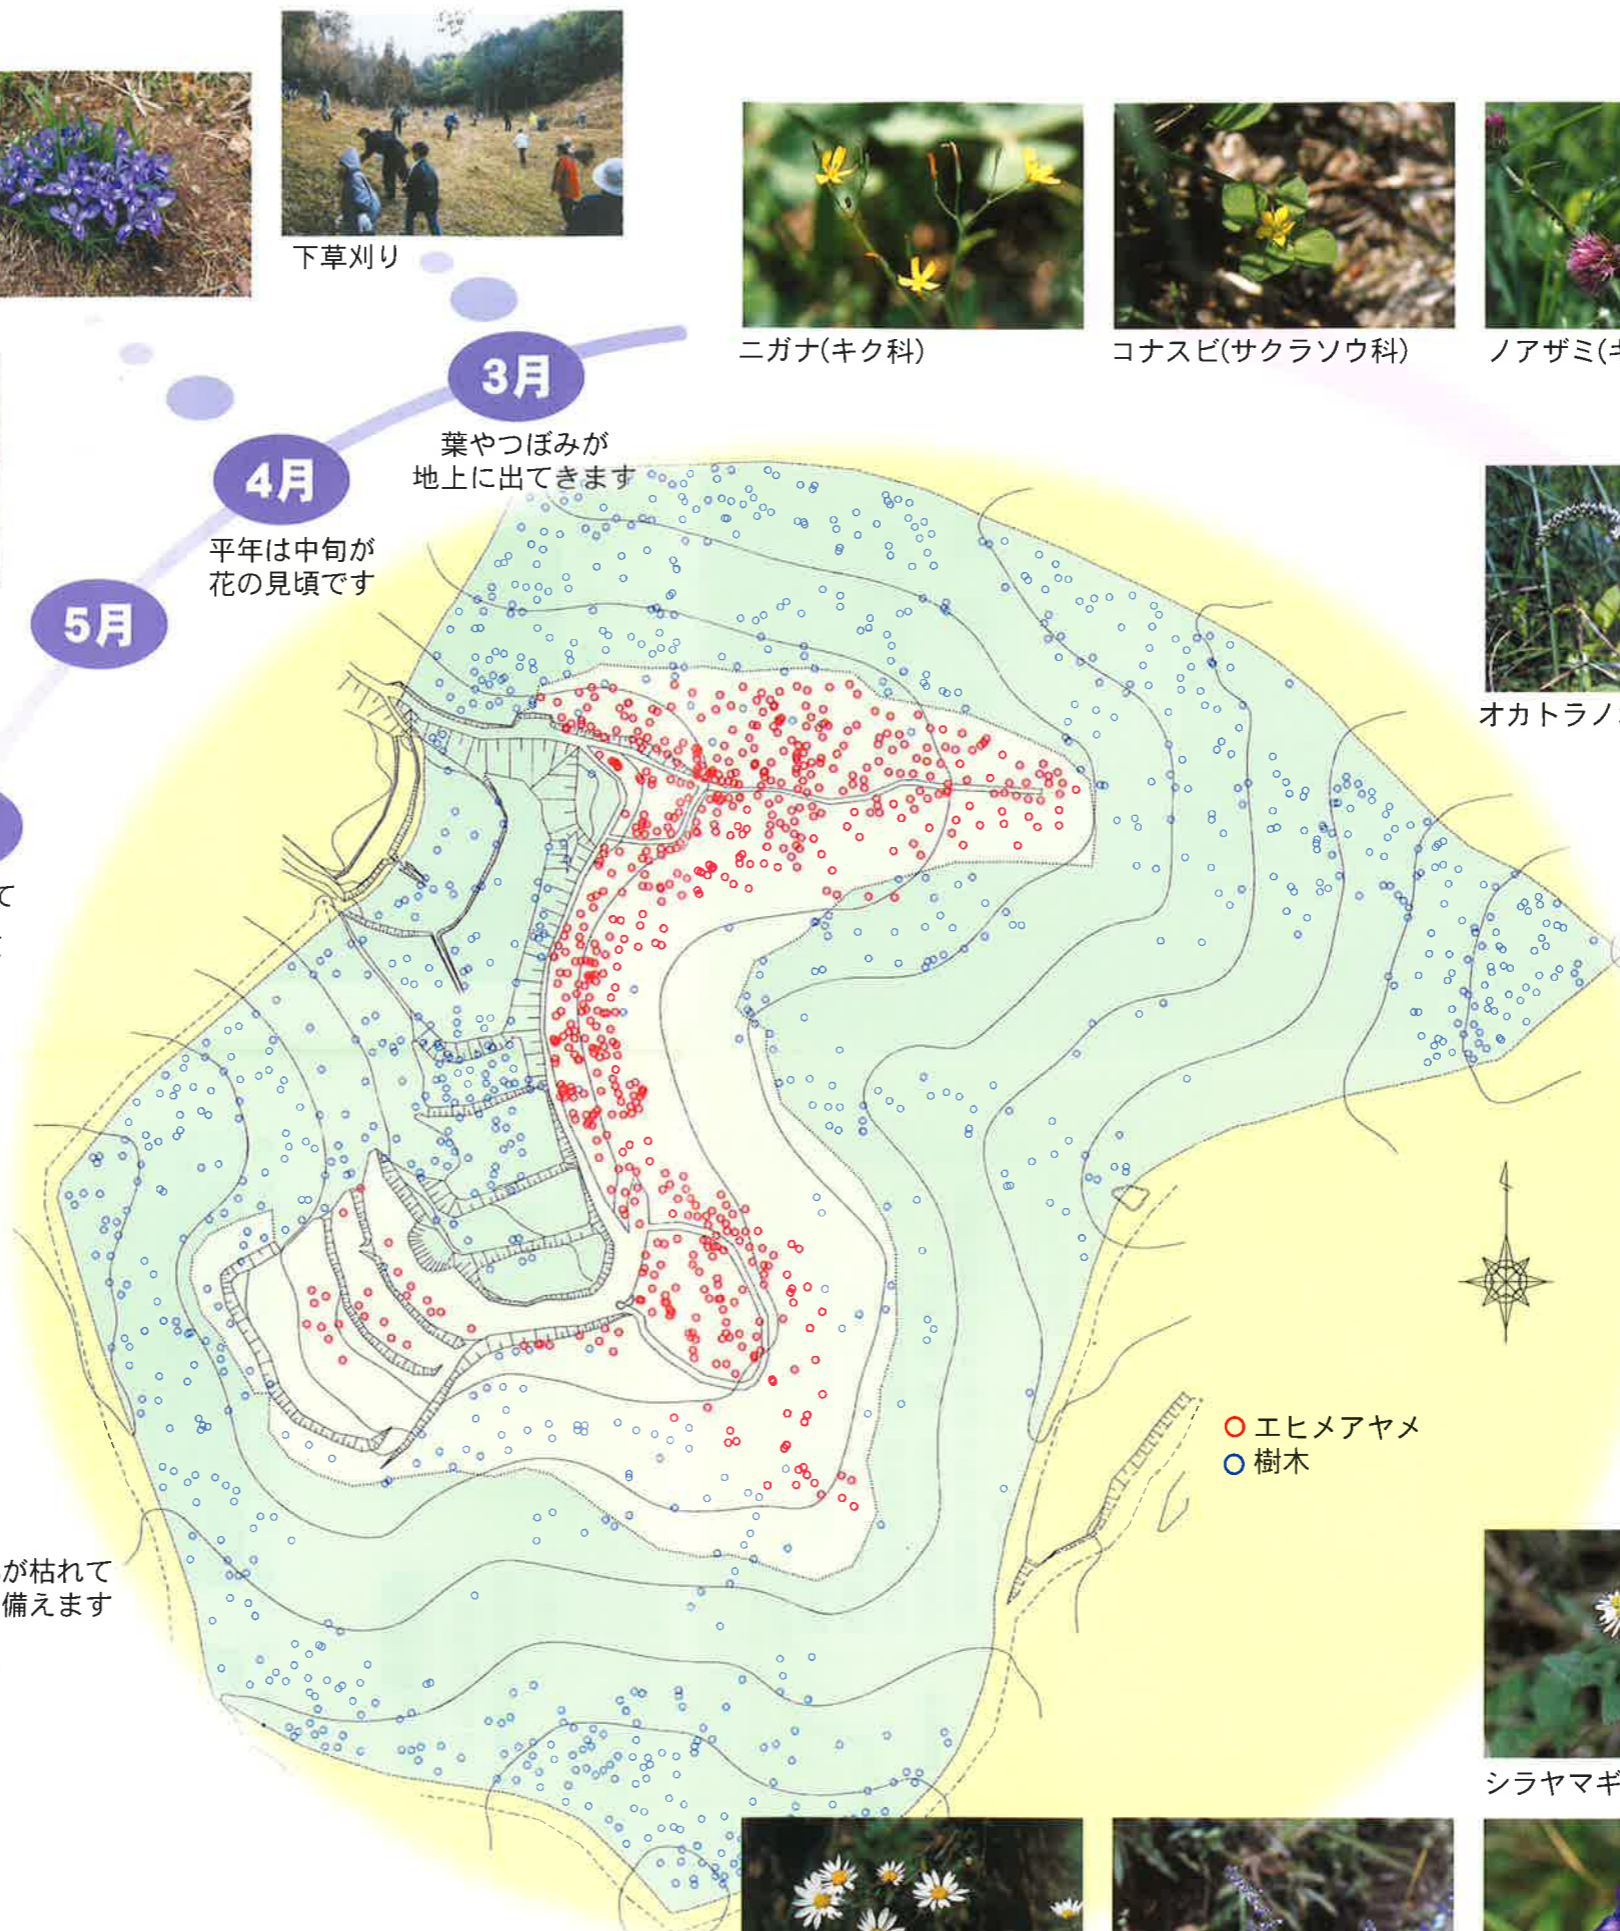 下草刈り
ニガナ(キク科)
コナスビ(サクラソウ科)
ノアザミ(キ
3月
葉やつぼみが
地上に出てきます
4月
平年は中旬が
花の見頃です
5月
オカトラノ
て
エヒメアヤメ
樹木
が枯れて
備えます
シラヤマギ